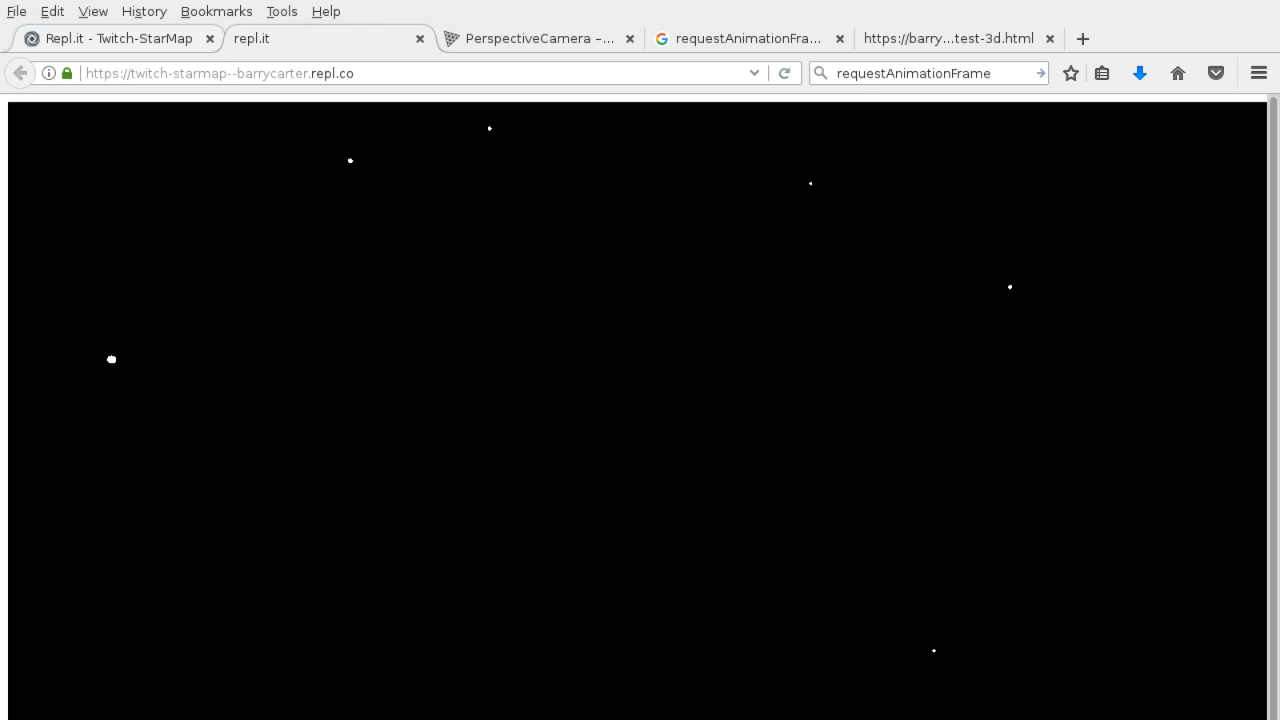 File Edit View History Bookmarks Tools Help
Repl.it - Twitch-StarMap repl.it PerspectiveCamera –... requestAnimationFra... https://barry...test-3d.html
https://twitch-starmap--barrycarter.repl.co requestAnimationFrame